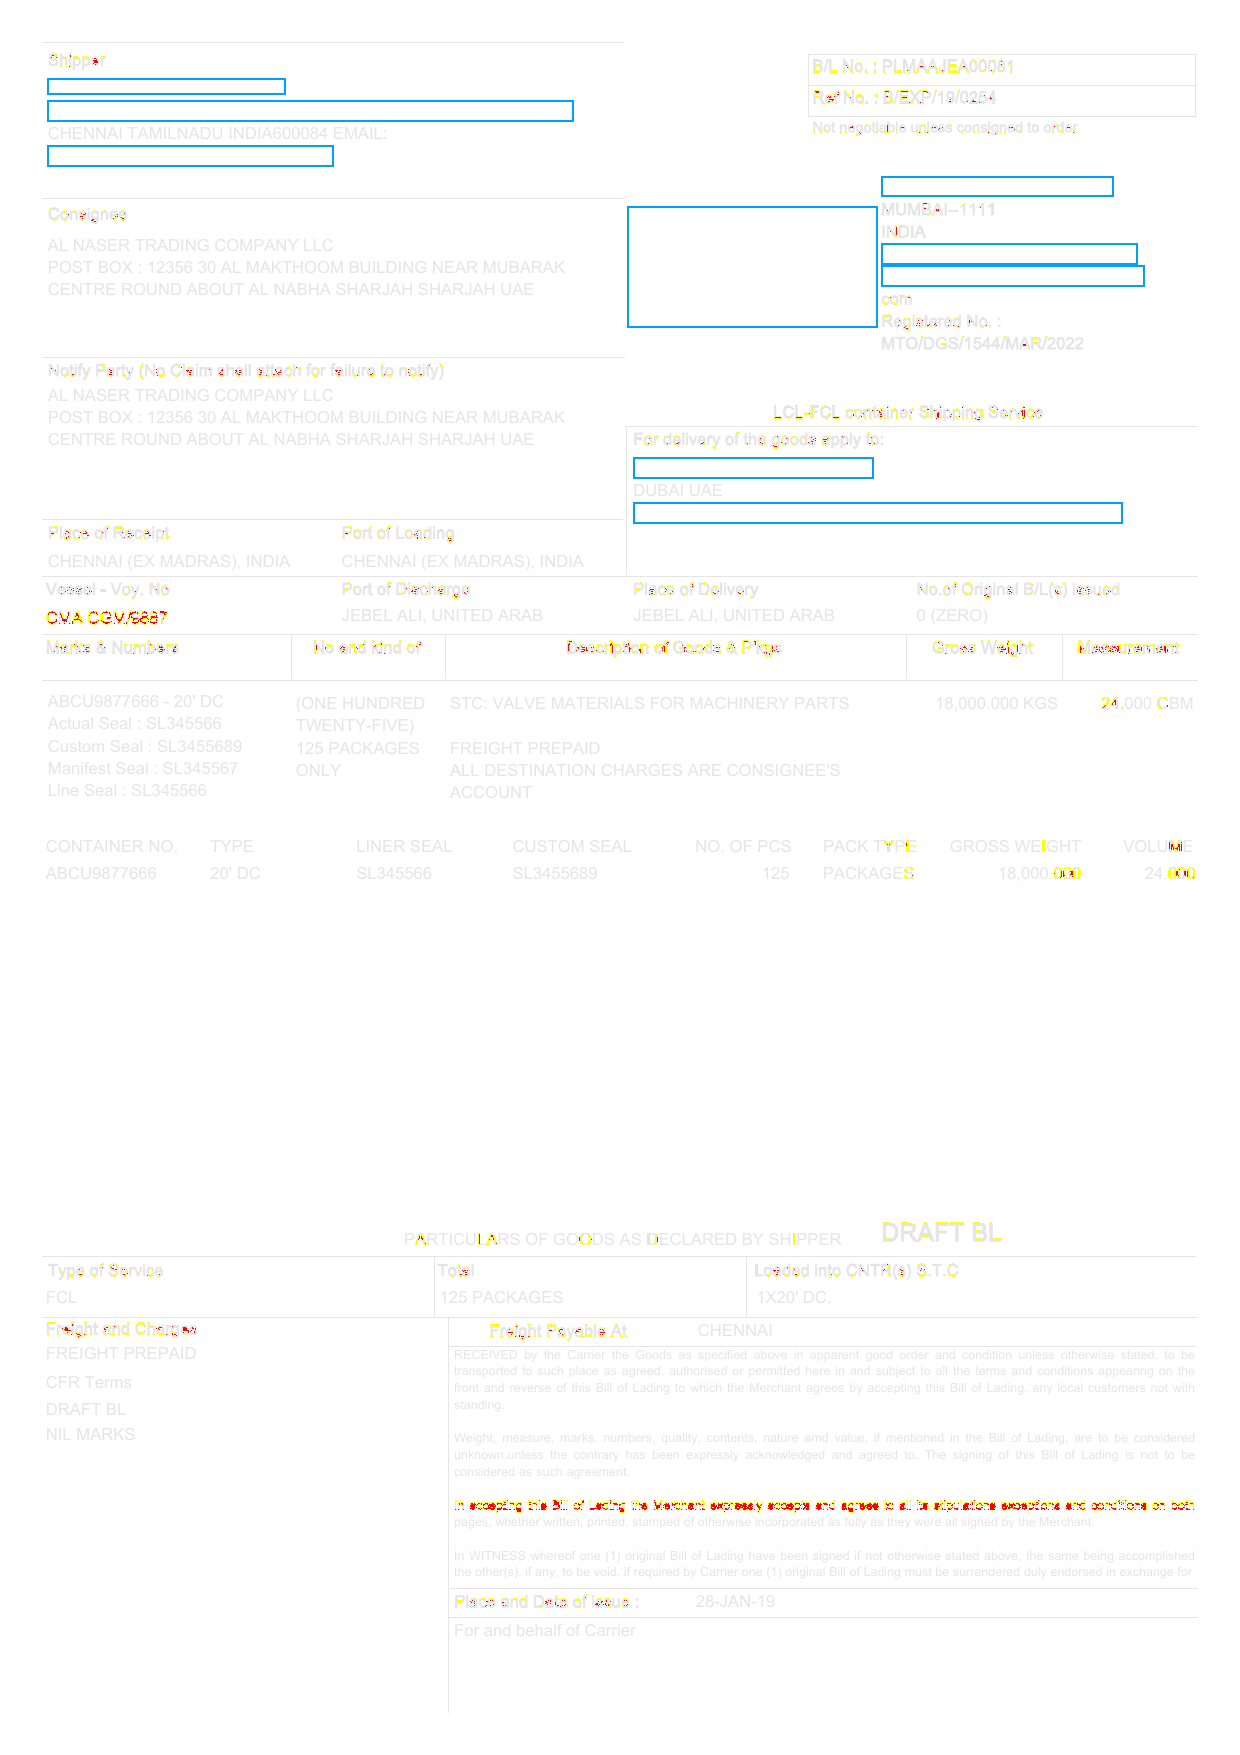 Shipper
CHENNAI TAMILNADU INDIA600084 EMAIL:
B/L No. : PLMAAJEA00081
Ref No. : B/EXP/19/0254
Not negotiable unless consigned to order
MUMBAI--1111
INDIA
com
Registered No. :
MTO/DGS/1544/MAR/2022
Consignee
AL NASER TRADING COMPANY LLC
POST BOX : 12356 30 AL MAKTHOOM BUILDING NEAR MUBARAK
CENTRE ROUND ABOUT AL NABHA SHARJAH SHARJAH UAE
Notify Party (No Claim shall attach for failure to notify)
AL NASER TRADING COMPANY LLC
POST BOX : 12356 30 AL MAKTHOOM BUILDING NEAR MUBARAK
CENTRE ROUND ABOUT AL NABHA SHARJAH SHARJAH UAE
LCL-FCL container Shipping Service
For delivery of the goods apply to:
DUBAI UAE
Place of Receipt Port of Loading
CHENNAI (EX MADRAS), INDIA CHENNAI (EX MADRAS), INDIA
Vessel - Voy. No Port of Discharge Place of Delivery No.of Original B/L(s) issued
CMA CGM/9887 JEBEL ALI, UNITED ARAB JEBEL ALI, UNITED ARAB 0 (ZERO)
Marks & Numbers No and kind of Description of Goods & Pkgs Gross Weight Measurement
ABCU9877666 - 20' DC (ONE HUNDRED STC: VALVE MATERIALS FOR MACHINERY PARTS 18,000.000 KGS 24.000 CBM
Actual Seal : SL345566 TWENTY-FIVE)
Custom Seal : SL3455689 125 PACKAGES FREIGHT PREPAID
Manifest Seal : SL345567 ONLY ALL DESTINATION CHARGES ARE CONSIGNEE'S
Line Seal : SL345566 ACCOUNT
CONTAINER NO. TYPE LINER SEAL CUSTOM SEAL NO. OF PCS PACK TYPE GROSS WEIGHT VOLUME
ABCU9877666 20' DC SL345566 SL3455689 125 PACKAGES 18,000.000 24.000
PARTICULARS OF GOODS AS DECLARED BY SHIPPER DRAFT BL
Type of Service Total Loaded into CNTR(s) S.T.C
FCL 125 PACKAGES 1X20' DC,
Freight and Charges Freight Payable At CHENNAI
FREIGHT PREPAID
CFR Terms
DRAFT BL
NIL MARKS
RECEIVED by the Carrier the Goods as specified above in apparent good order and condition unless otherwise stated, to be
transported to such place as agreed, authorised or permitted here in and subject to all the terms and conditions appearing on the
front and reverse of this Bill of Lading to which the Merchant agrees by accepting this Bill of Lading, any local customers not with
standing.
Weight, measure, marks, numbers, quality, contents, nature amd value, if mentioned in the Bill of Lading, are to be considered
unknown,unless the contrary has been expressly acknowledged and agreed to. The signing of this Bill of Lading is not to be
considered as such agreement.
In accepting this Bill of Lading the Merchant expressly accepts and agrees to all its stipulations exceptions and conditions on both
pages, whether written, printed, stamped of otherwise incorporated as fully as they were all signed by the Merchant.
In WITNESS whereof one (1) original Bill of Lading have been signed if not otherwise stated above, the same being accomplished
the other(s), if any, to be void. if required by Carrier one (1) original Bill of Lading must be surrendered duly endorsed in exchange for
Place and Date of Issue : 28-JAN-19
For and behalf of Carrier